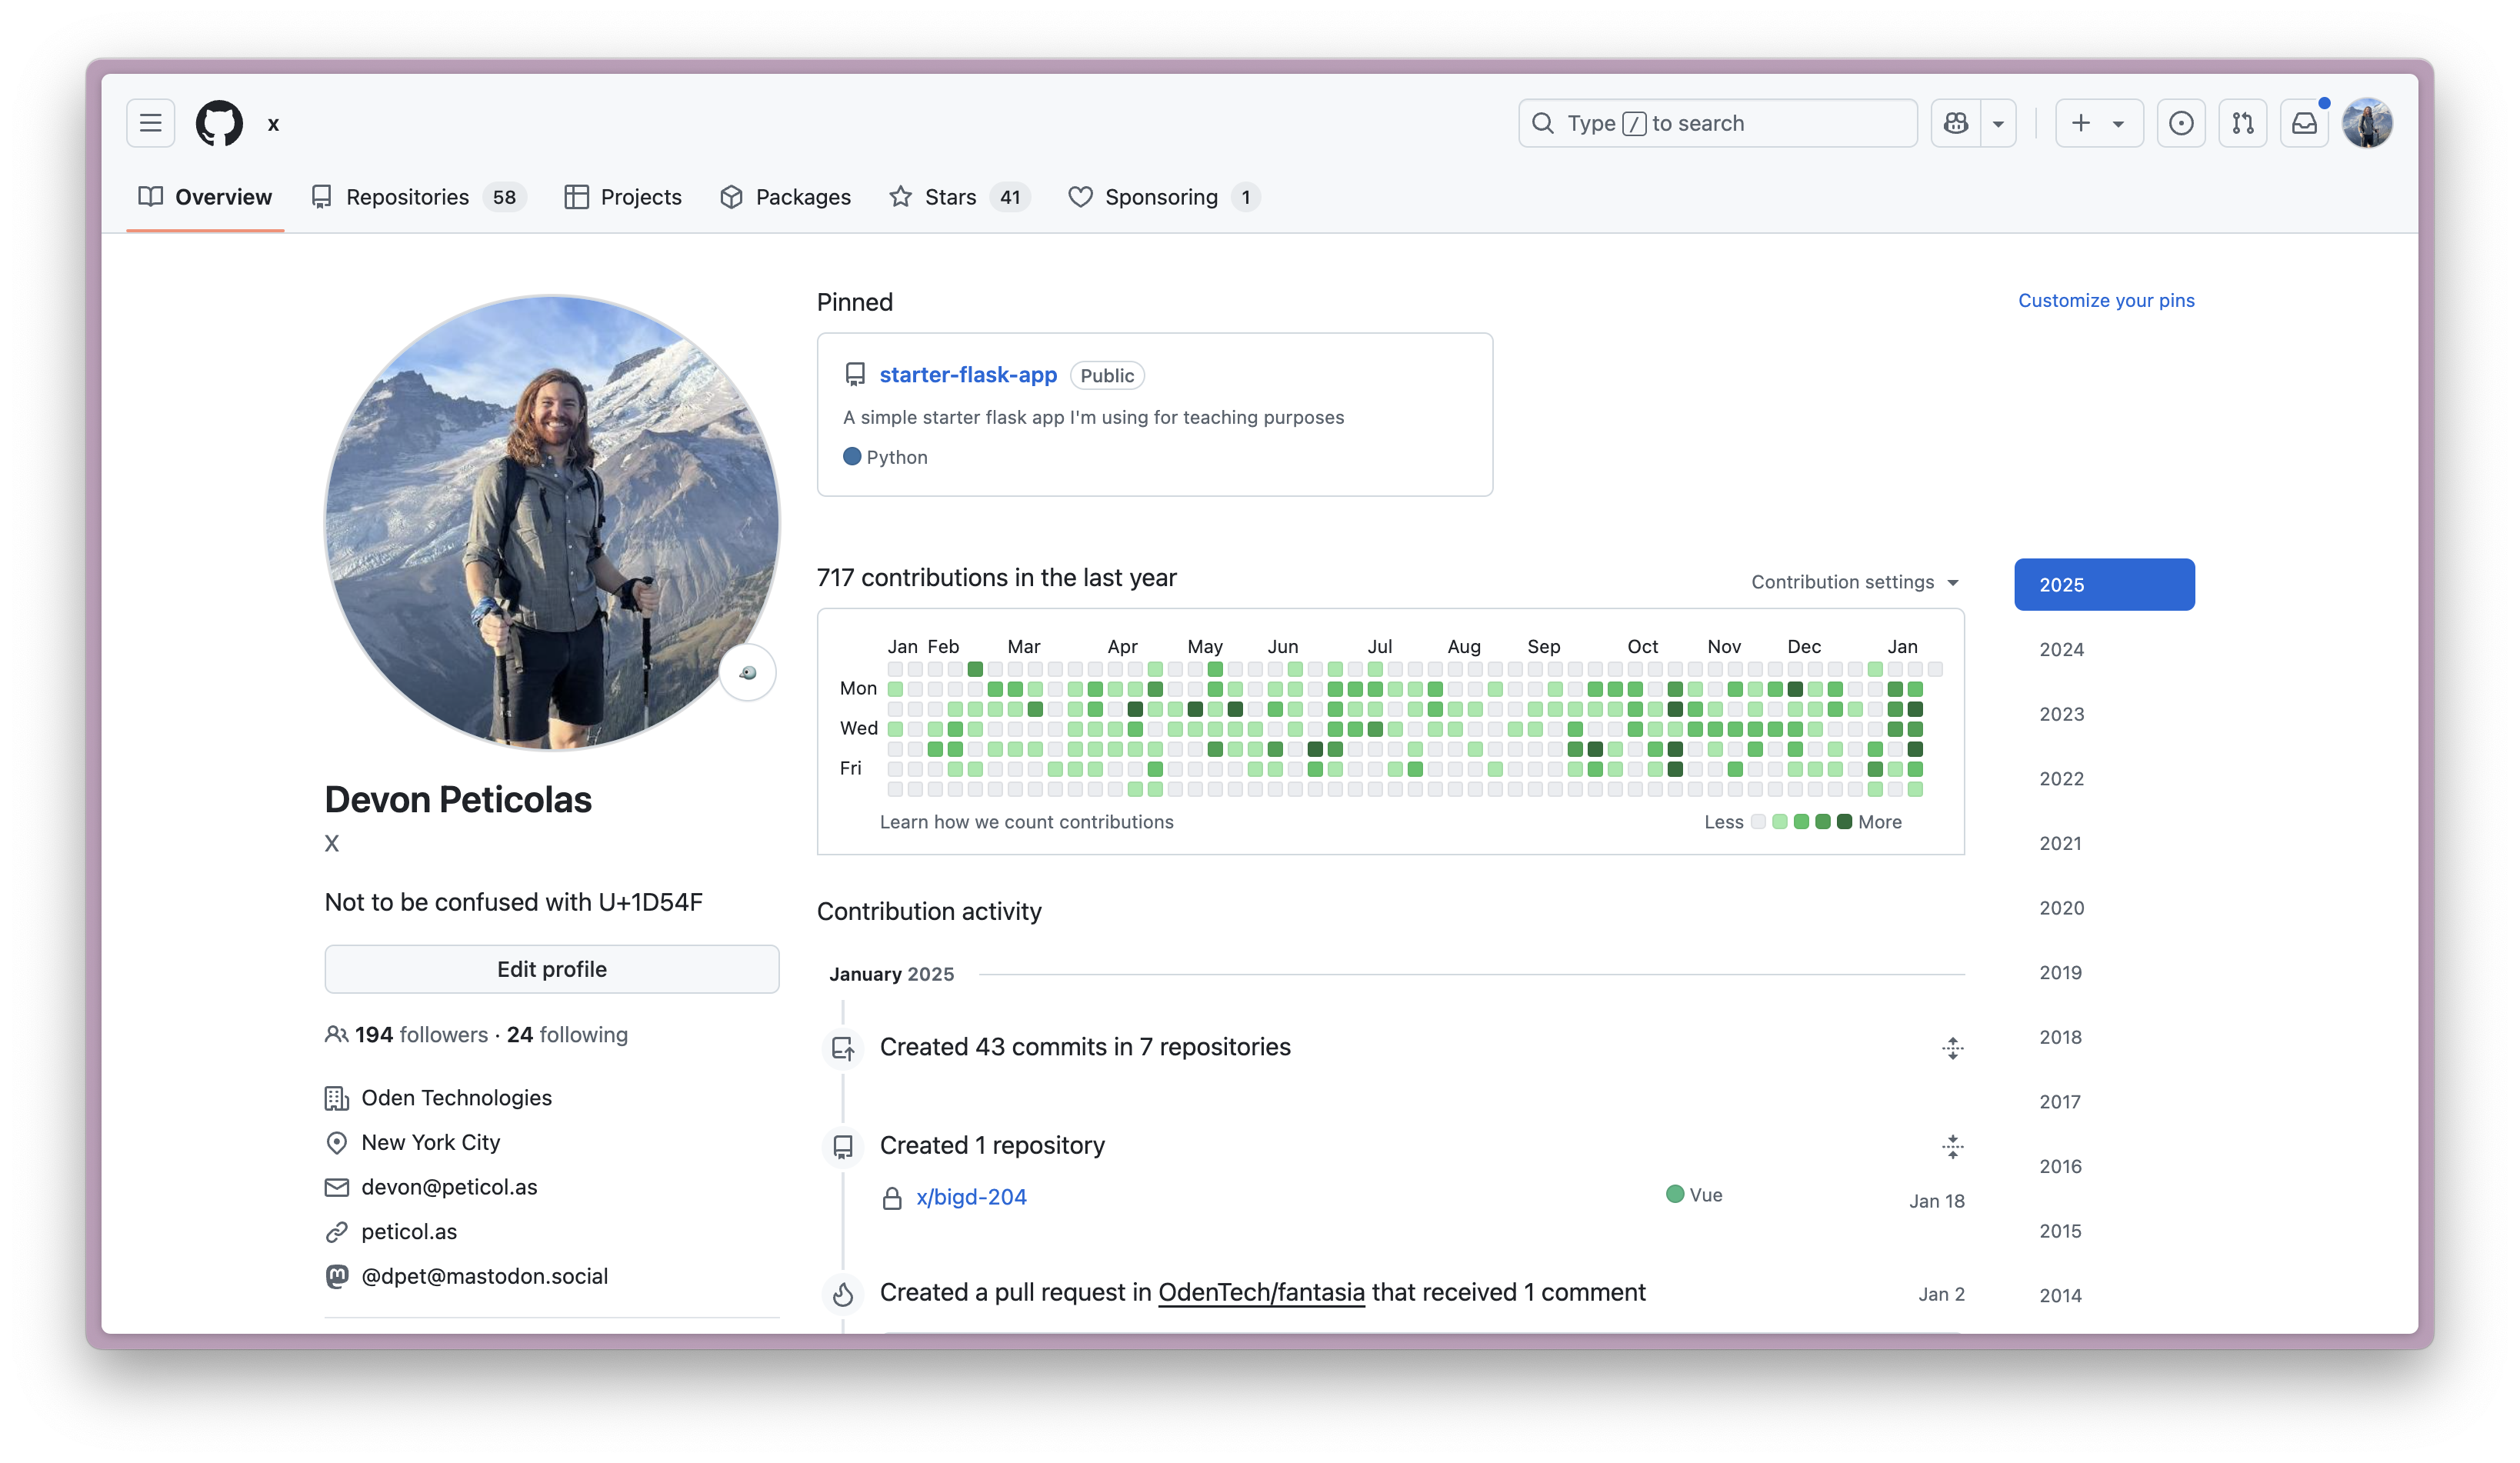 x
Type / to search
Overview
Repositories 58
Projects
Packages
Stars 41
Sponsoring 1
Devon Peticolas
X
Not to be confused with U+1D54F
Edit profile
194 followers · 24 following
Oden Technologies
New York City
devon@peticol.as
peticol.as
@dpet@mastodon.social
Pinned
Customize your pins
starter-flask-app Public
A simple starter flask app I'm using for teaching purposes
Python
717 contributions in the last year
Contribution settings
Jan Feb Mar Apr May Jun Jul Aug Sep Oct Nov Dec Jan
Mon
Wed
Fri
Learn how we count contributions
Less More
Contribution activity
January 2025
Created 43 commits in 7 repositories
Created 1 repository
x/bigd-204 Vue Jan 18
Created a pull request in OdenTech/fantasia that received 1 comment Jan 2
2025
2024
2023
2022
2021
2020
2019
2018
2017
2016
2015
2014